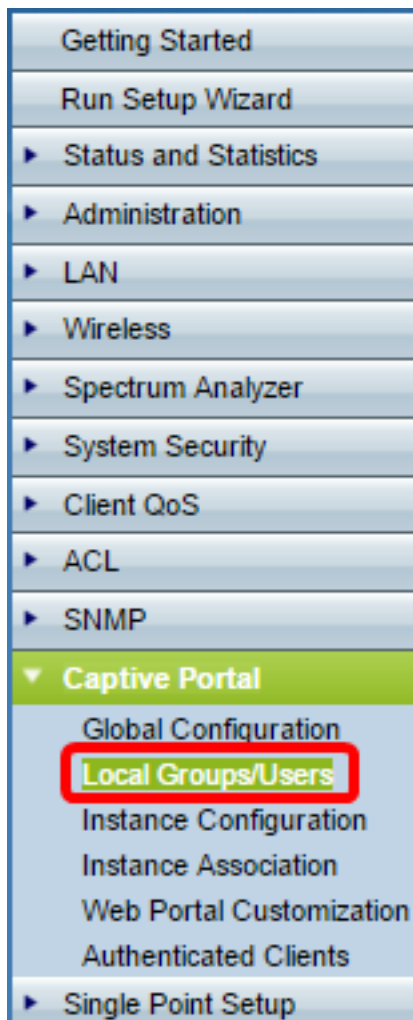 Getting Started
Run Setup Wizard
Status and Statistics
Administration
LAN
Wireless
Spectrum Analyzer
System Security
Client QoS
ACL
SNMP
Captive Portal
Global Configuration
Local Groups/Users
Instance Configuration
Instance Association
Web Portal Customization
Authenticated Clients
Single Point Setup